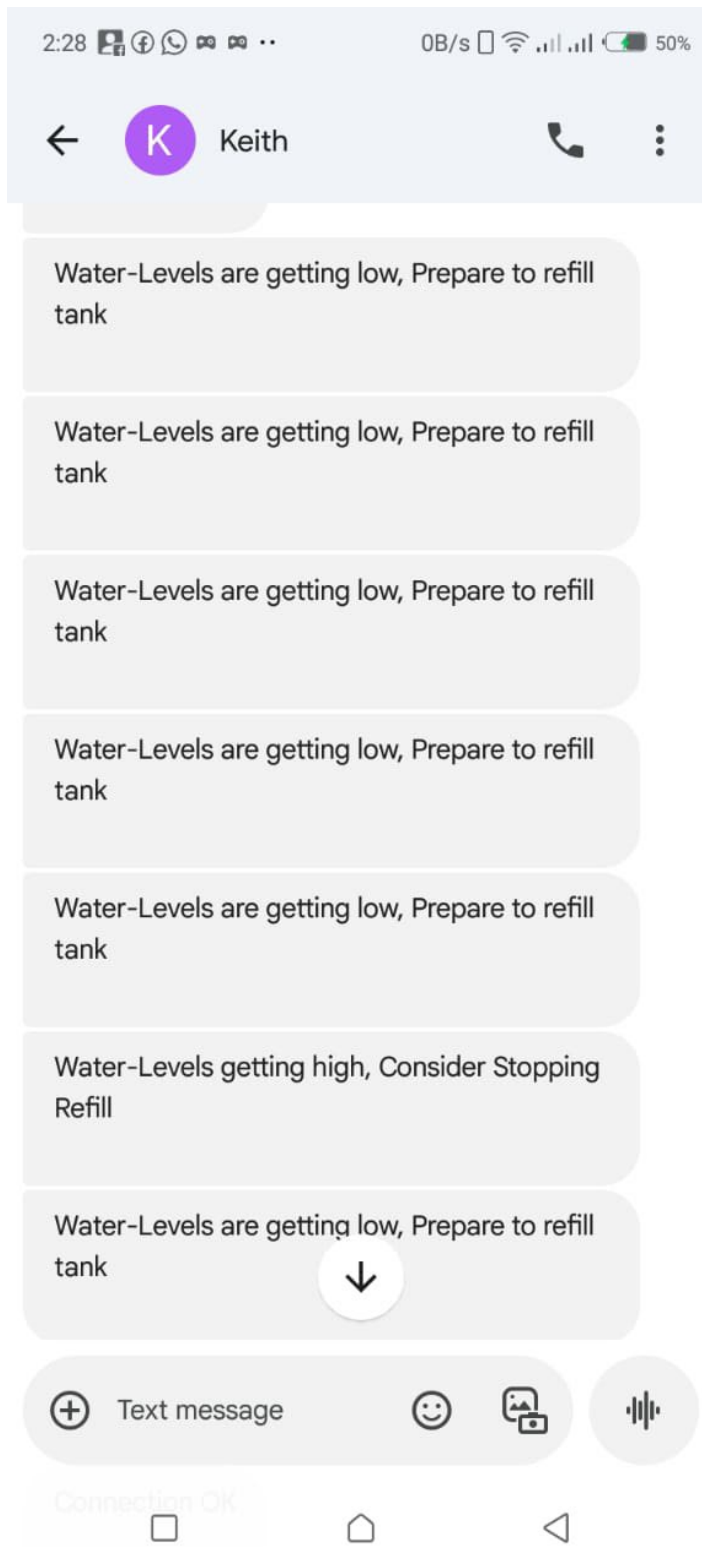 2:28 0B/s 50%
K Keith
Water-Levels are getting low, Prepare to refill
tank
Water-Levels are getting low, Prepare to refill
tank
Water-Levels are getting low, Prepare to refill
tank
Water-Levels are getting low, Prepare to refill
tank
Water-Levels are getting low, Prepare to refill
tank
Water-Levels getting high, Consider Stopping
Refill
Water-Levels are getting low, Prepare to refill
tank
Text message
Connection OK